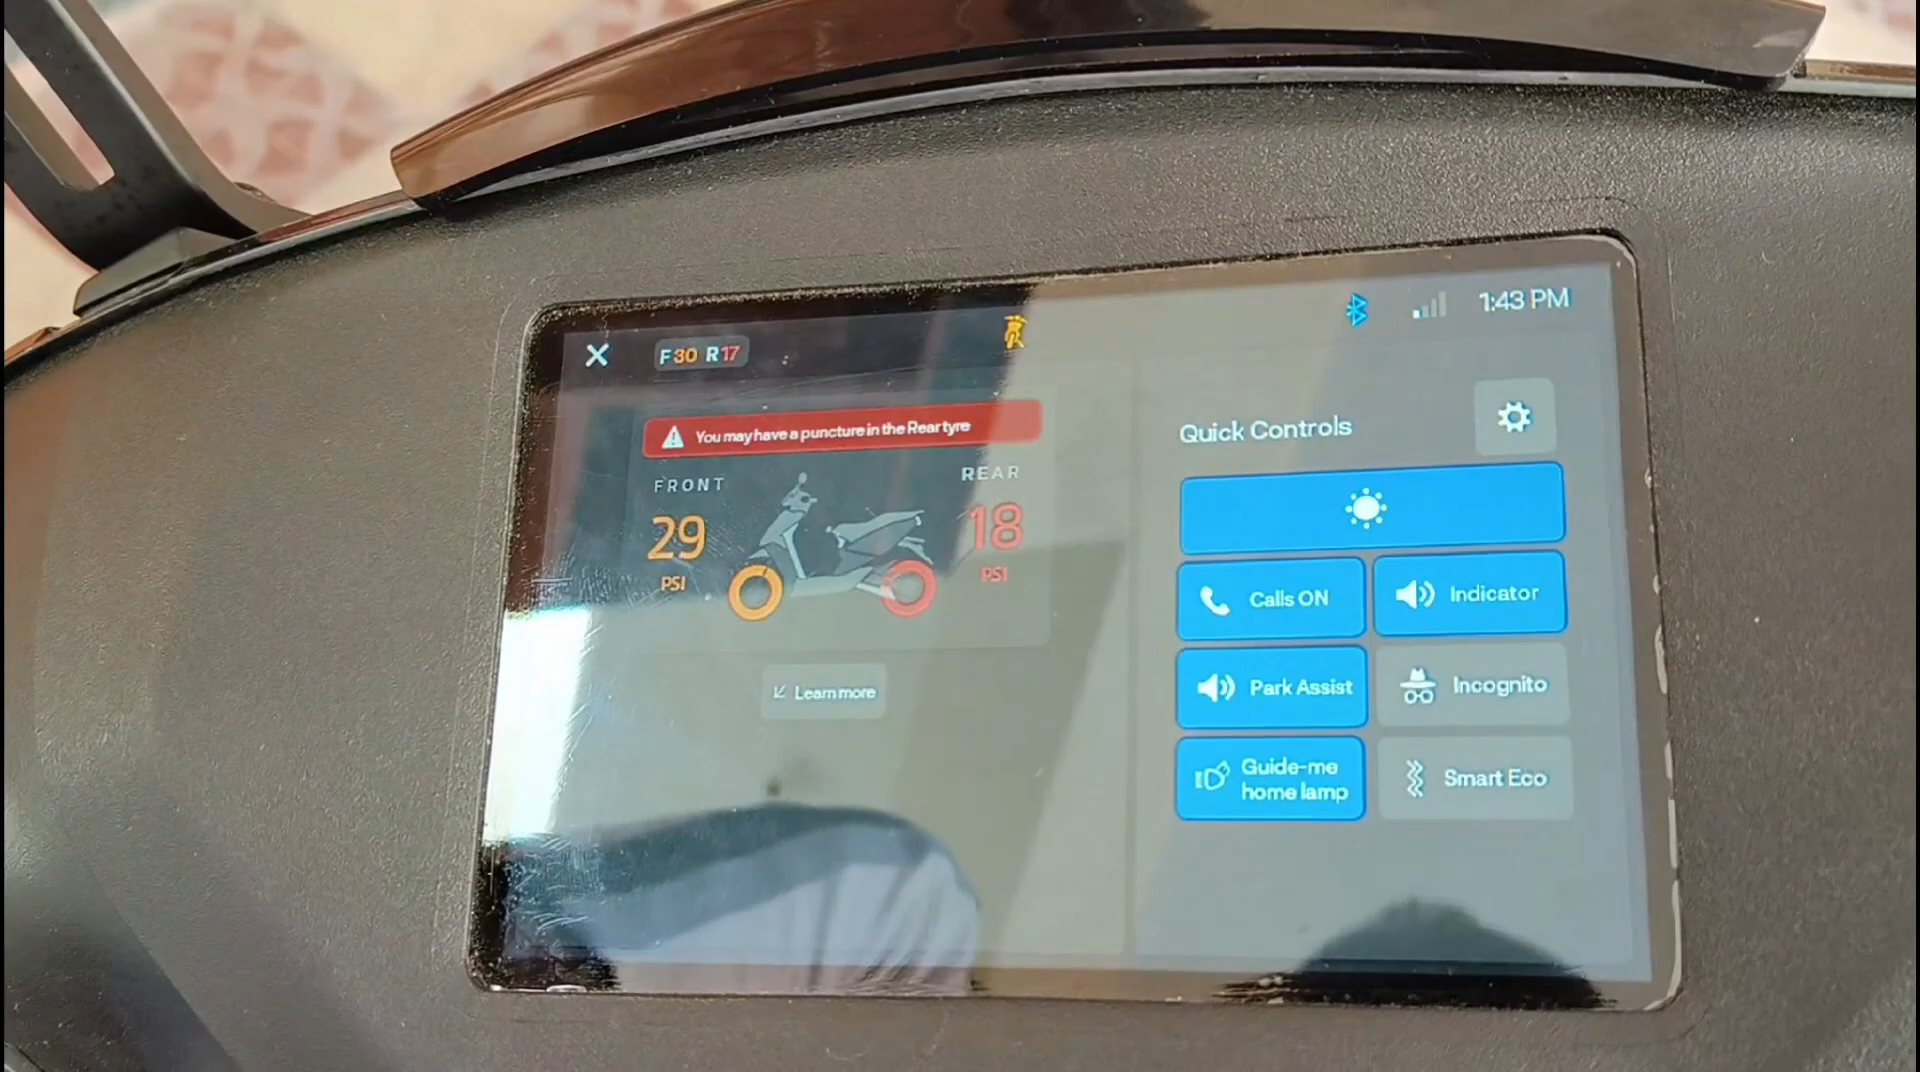 1:43 PM
F30 R17
You may have a puncture in the Rear tyre
FRONT
REAR
29
PSI
18
PSI
Learn more
Quick Controls
Calls ON
Indicator
Park Assist
Incognito
Guide-me
home lamp
Smart Eco